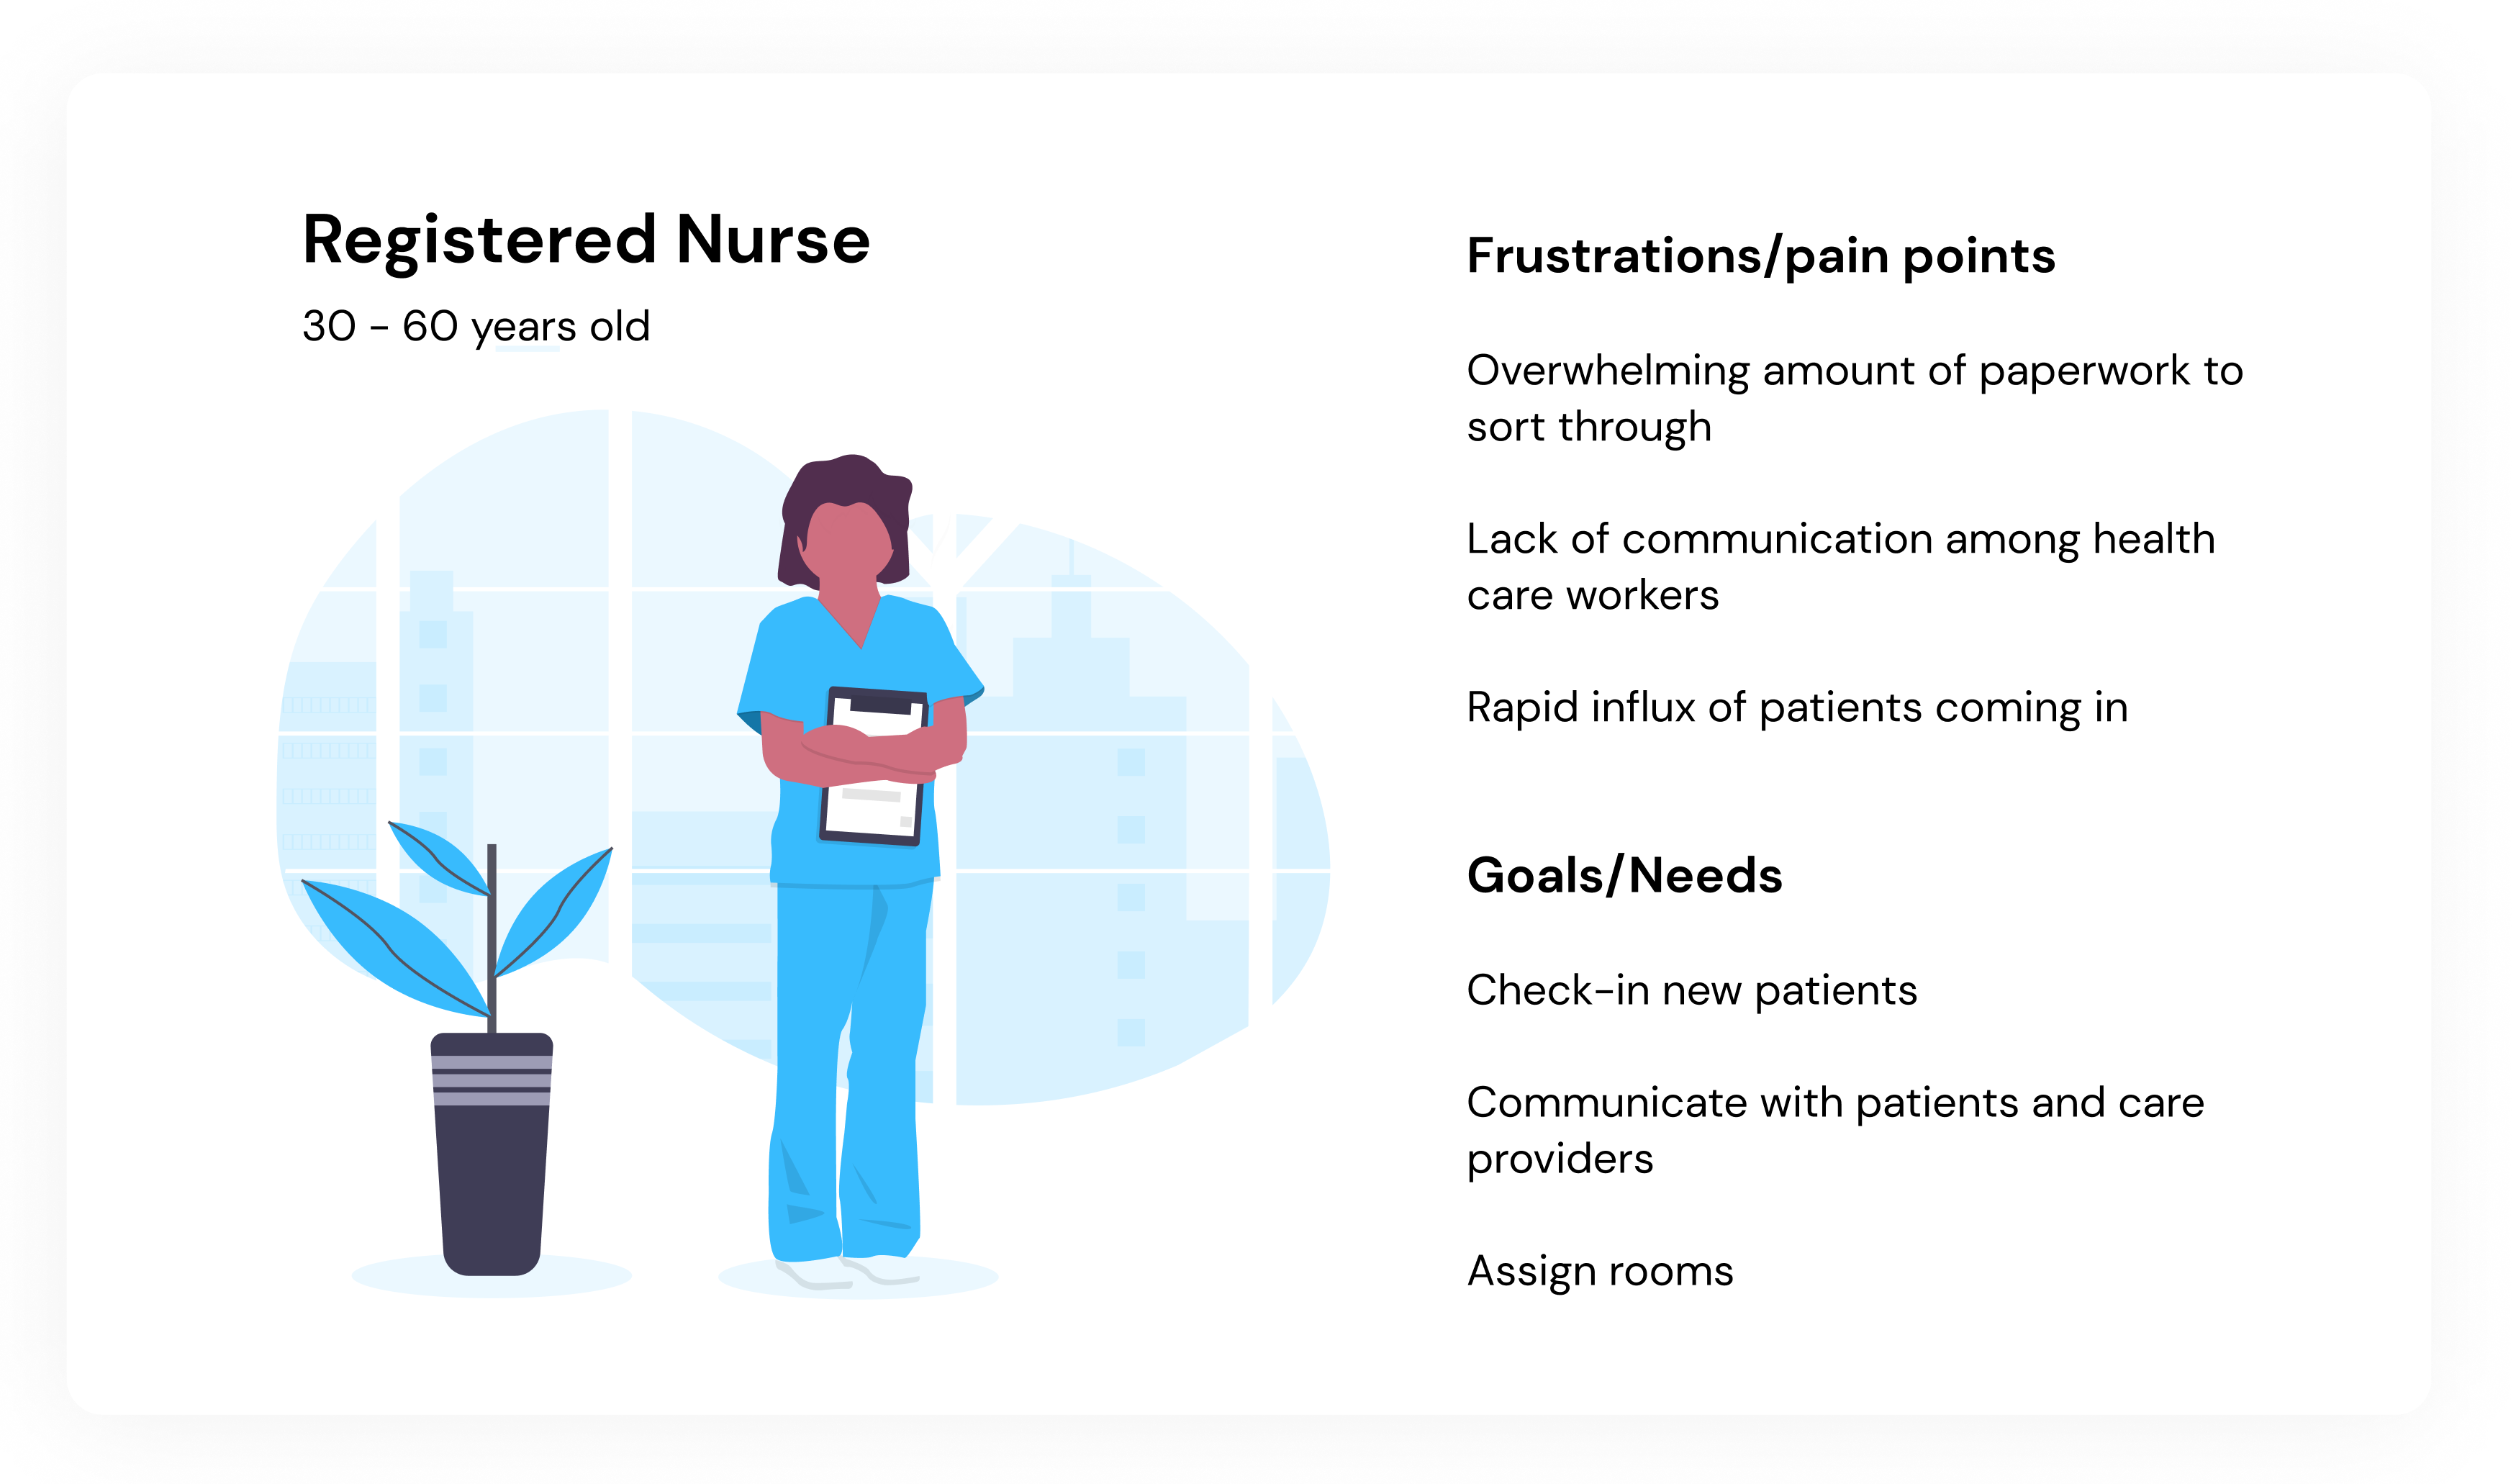 Registered Nurse
30 - 60 years old
Frustrations/pain points
Overwhelming amount of paperwork to
sort through
Lack of communication among health
care workers
Rapid influx of patients coming in
Goals/Needs
Check-in new patients
Communicate with patients and care
providers
Assign rooms